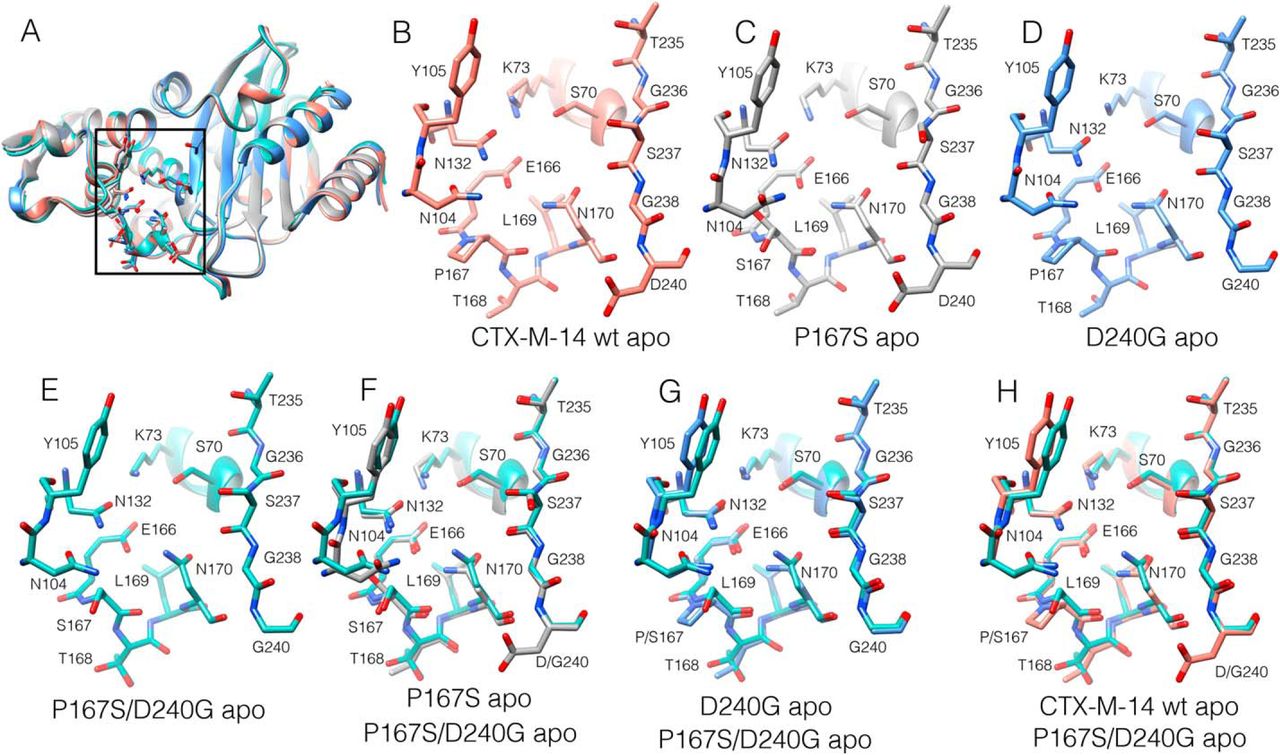 A
B
Y105
K73
S70
T235
G236
N132
S237
E166
G238
N104
L169
N170
P167
T168
D240
CTX-M-14 wt apo
C
Y105
K73
S70
T235
G236
N132
S237
E166
G238
N104
L169
N170
S167
T168
D240
P167S apo
D
Y105
K73
S70
T235
G236
N132
S237
N104
E166
G238
L169
N170
P167
T168
G240
D240G apo
E
Y105
K73
S70
T235
G236
N132
S237
E166
G238
N104
L169
N170
S167
T168
G240
P167S/D240G apo
F
Y105
K73
S70
T235
G236
N132
S237
N104
E166
G238
L169
N170
S167
T168
D/G240
P167S apo
P167S/D240G apo
G
Y105
K73
S70
T235
G236
N132
S237
N104
E166
G238
L169
N170
P/S167
T168
G240
D240G apo
P167S/D240G apo
H
Y105
K73
S70
T235
G236
N132
S237
N104
E166
G238
L169
N170
P/S167
T168
D/G240
CTX-M-14 wt apo
P167S/D240G apo